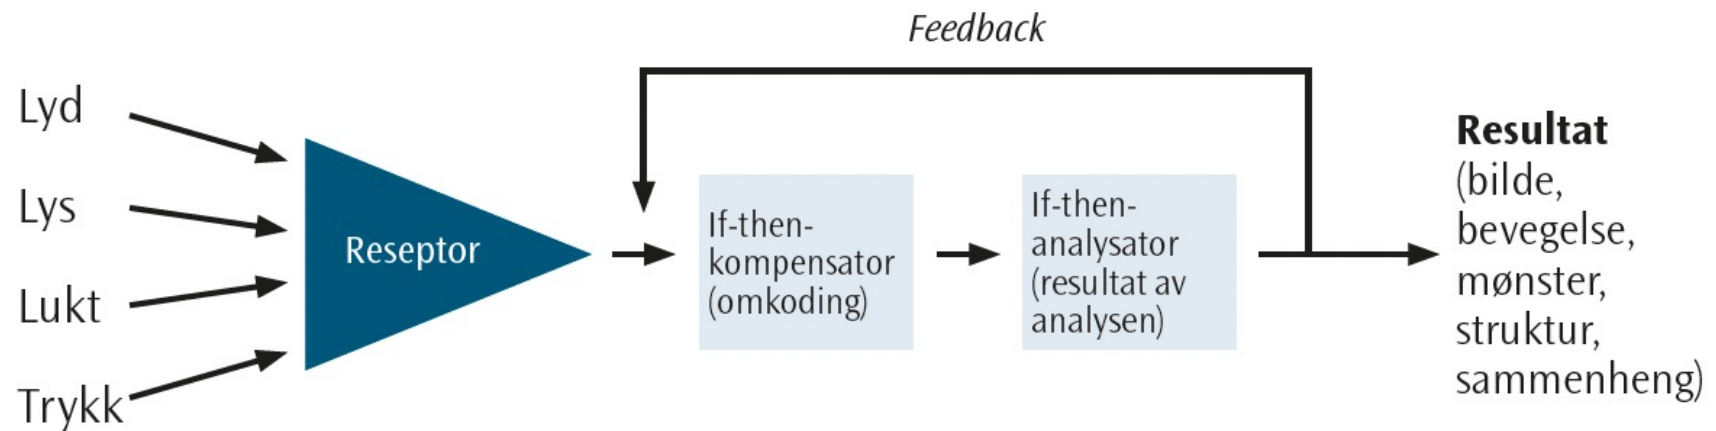 Feedback
Lyd
Lys
Lukt
Trykk
Reseptor
If-then-
kompensator
(omkoding)
If-then-
analysator
(resultat av
analysen)
Resultat
(bilde,
bevegelse,
mønster,
struktur,
sammenheng)